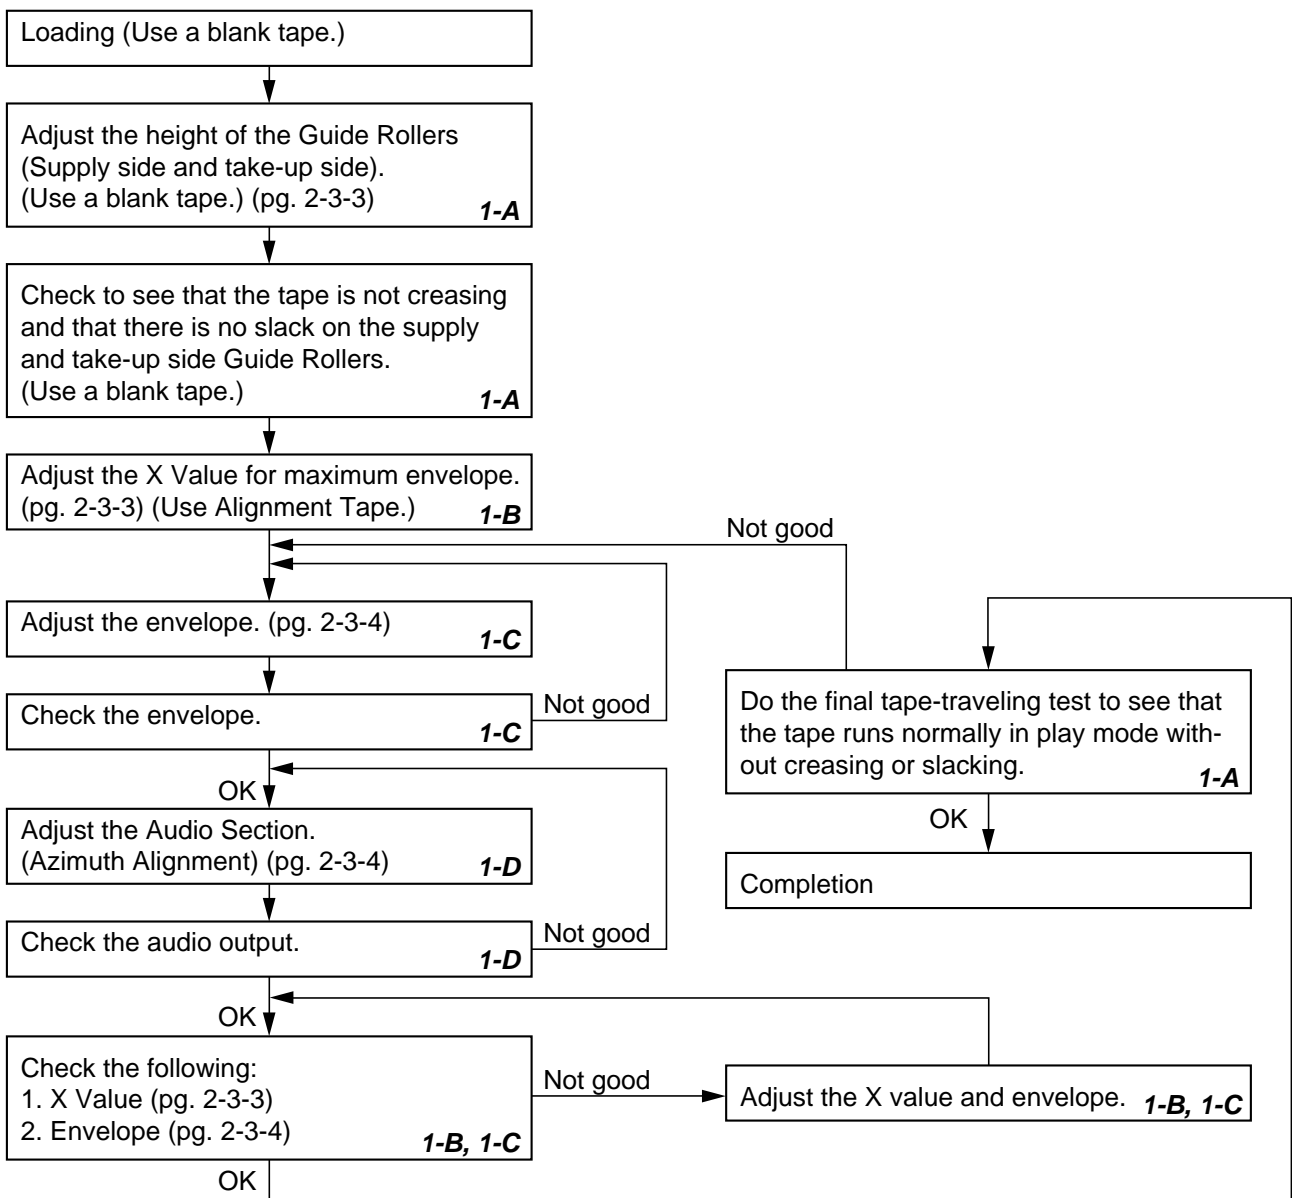 Loading (Use a blank tape.)
Adjust the height of the Guide Rollers
(Supply side and take-up side).
(Use a blank tape.) (pg. 2-3-3)
1-A
Check to see that the tape is not creasing
and that there is no slack on the supply
and take-up side Guide Rollers.
(Use a blank tape.)
1-A
Adjust the X Value for maximum envelope.
(pg. 2-3-3) (Use Alignment Tape.)
1-B
Not good
Adjust the envelope. (pg. 2-3-4)
1-C
Check the envelope.
1-C
Not good
OK
Adjust the Audio Section.
(Azimuth Alignment) (pg. 2-3-4)
1-D
Check the audio output.
1-D
Not good
OK
Check the following:
1. X Value (pg. 2-3-3)
2. Envelope (pg. 2-3-4)
1-B, 1-C
Not good
Adjust the X value and envelope.
1-B, 1-C
OK
Do the final tape-traveling test to see that
the tape runs normally in play mode with-
out creasing or slacking.
1-A
OK
Completion